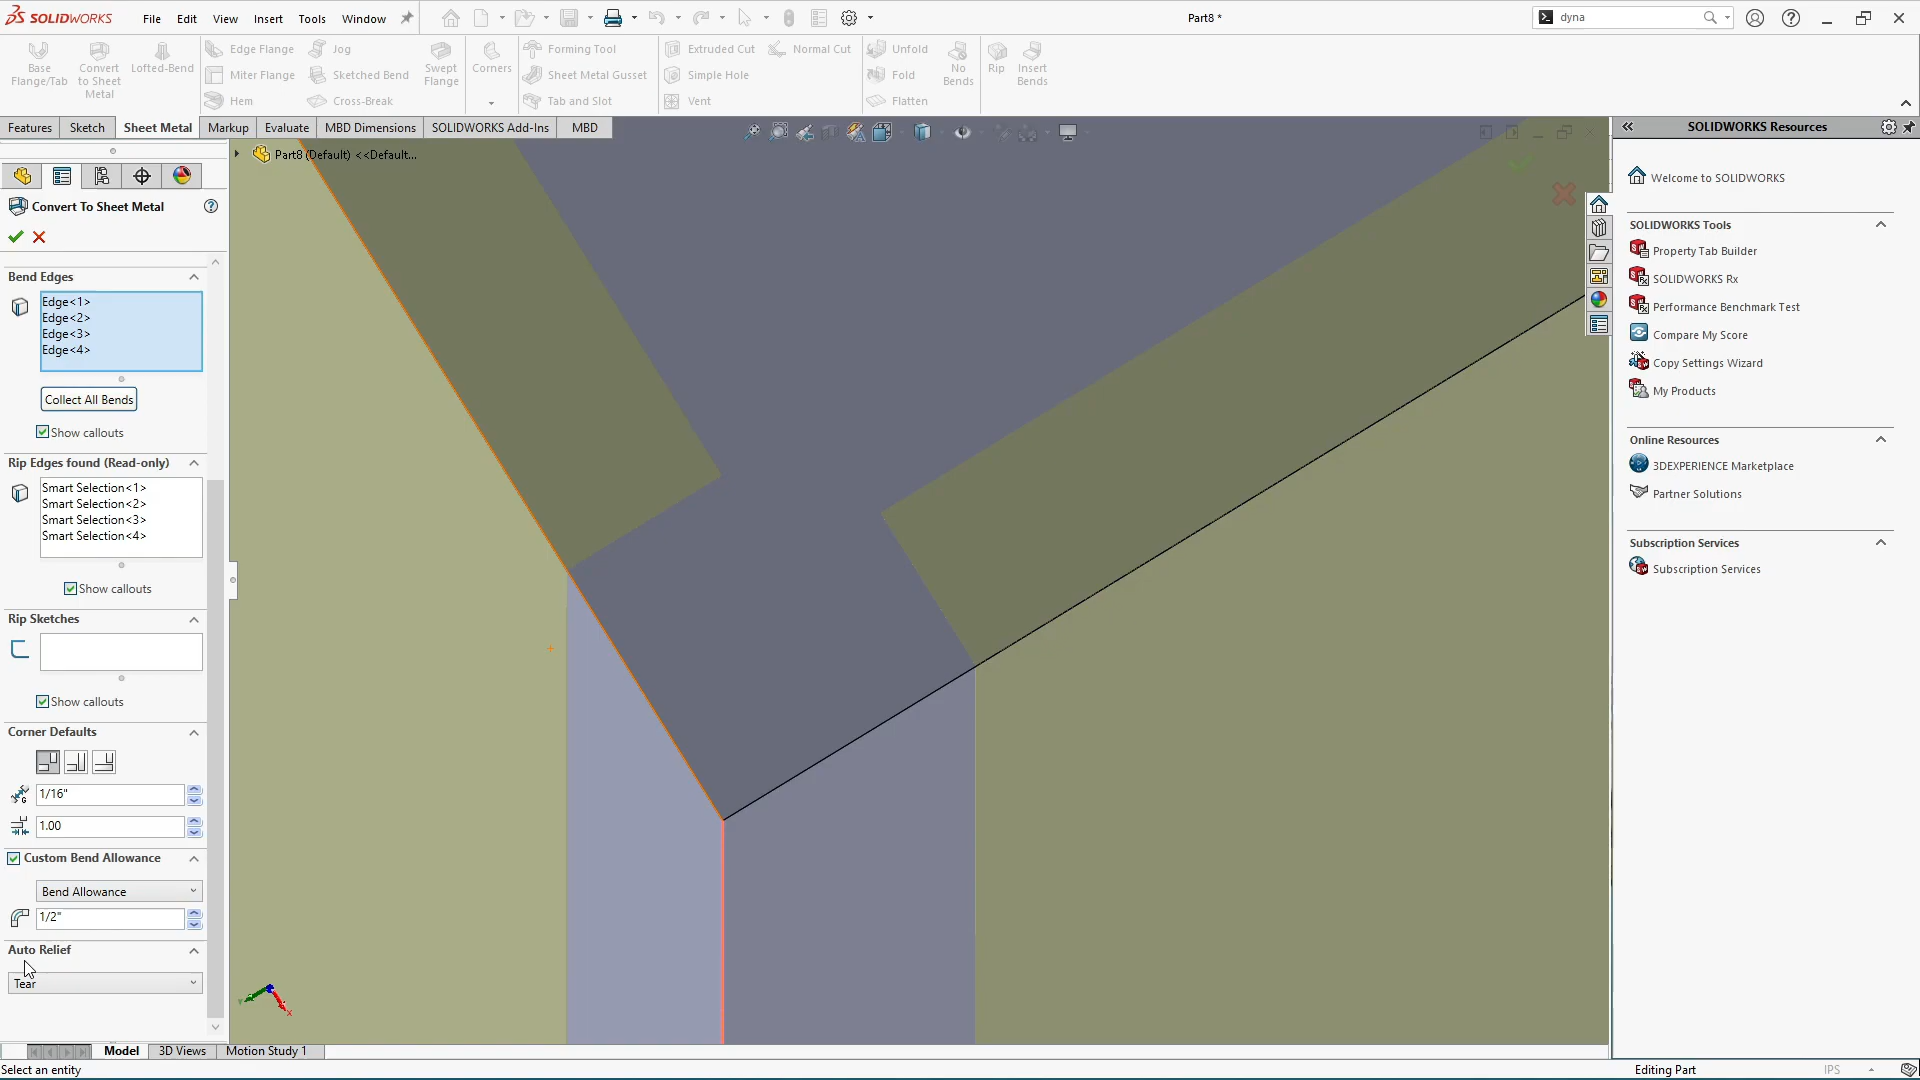 SOLIDWORKS File Edit View Insert Tools Window Part8 * dyna
Base Flange/Tab
Convert to Sheet Metal
Lofted-Bend
Edge Flange
Miter Flange
Hem
Jog
Sketched Bend
Cross-Break
Swept Flange
Corners
Forming Tool
Sheet Metal Gusset
Tab and Slot
Extruded Cut
Simple Hole
Vent
Normal Cut
Unfold
Fold
Flatten
No Bends
Rip
Insert Bends
Features Sketch Sheet Metal Markup Evaluate MBD Dimensions SOLIDWORKS Add-Ins MBD
Part8 (Default) <<Default...
Convert To Sheet Metal
Bend Edges
Edge<1>
Edge<2>
Edge<3>
Edge<4>
Collect All Bends
Show callouts
Rip Edges found (Read-only)
Smart Selection<1>
Smart Selection<2>
Smart Selection<3>
Smart Selection<4>
Show callouts
Rip Sketches
Show callouts
Corner Defaults
1/16"
1.00
Custom Bend Allowance
Bend Allowance
1/2"
Auto Relief
Tear
SOLIDWORKS Resources
Welcome to SOLIDWORKS
SOLIDWORKS Tools
Property Tab Builder
SOLIDWORKS Rx
Performance Benchmark Test
Compare My Score
Copy Settings Wizard
My Products
Online Resources
3DEXPERIENCE Marketplace
Partner Solutions
Subscription Services
Subscription Services
Model 3D Views Motion Study 1
Select an entity
Editing Part
IPS